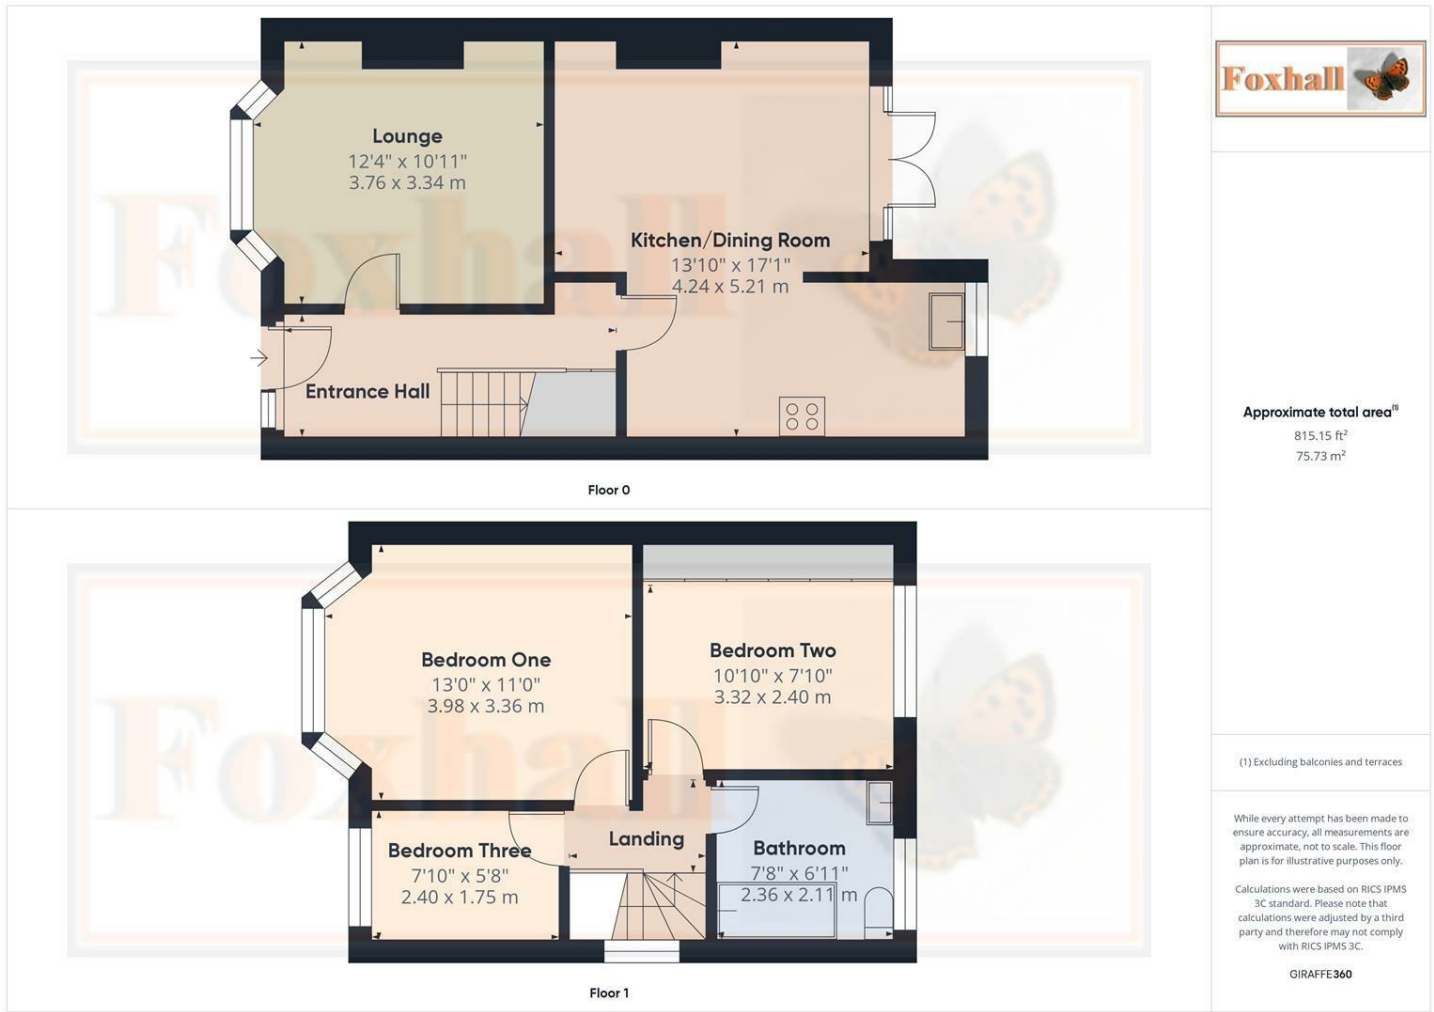 Lounge
12'4" x 10'11"
3.76 x 3.34 m
Kitchen/Dining Room
13'10" x 17'1"
4.24 x 5.21 m
Entrance Hall
Floor 0
Bedroom One
13'0" x 11'0"
3.98 x 3.36 m
Bedroom Two
10'10" x 7'10"
3.32 x 2.40 m
Landing
Bedroom Three
7'10" x 5'8"
2.40 x 1.75 m
Bathroom
7'8" x 6'11"
2.36 x 2.11 m
Floor 1
Foxhall
Foxhall
Foxhall
Approximate total area(1)
815.15 ft²
75.73 m²
(1) Excluding balconies and terraces
While every attempt has been made to
ensure accuracy, all measurements are
approximate, not to scale. This floor
plan is for illustrative purposes only.
Calculations were based on RICS IPMS
3C standard. Please note that
calculations were adjusted by a third
party and therefore may not comply
with RICS IPMS 3C.
GIRAFFE360